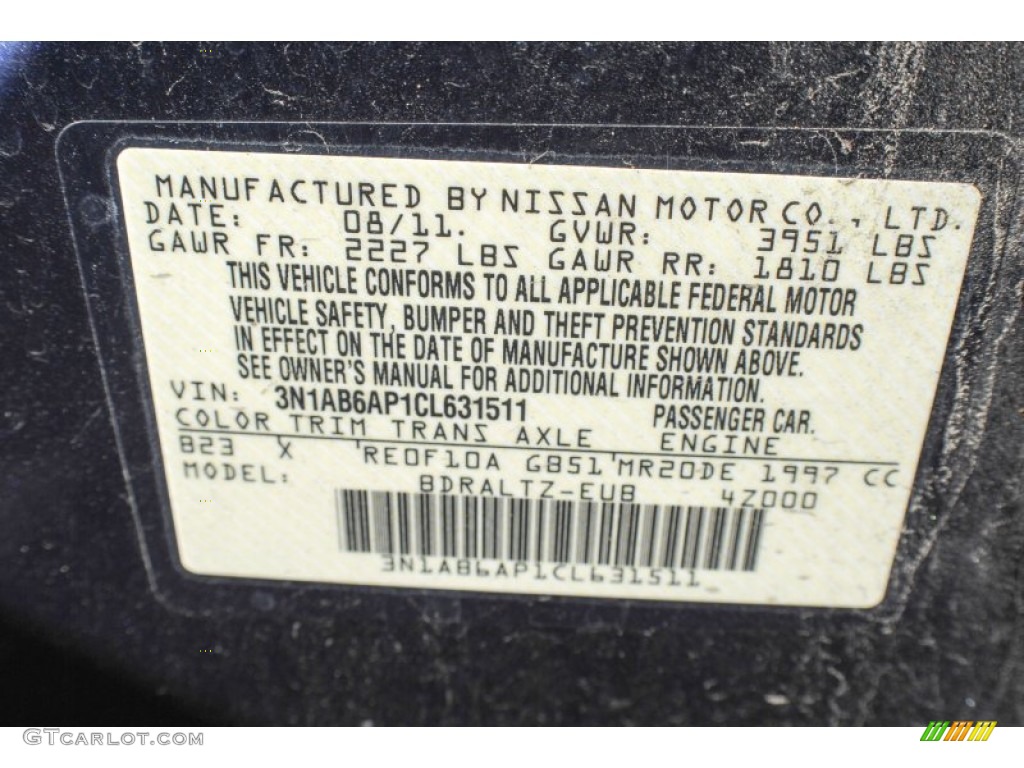 MANUFACTURED BY NISSAN MOTOR CO., LTD.
DATE: 08/11. GVWR: 3951 LBS
GAWR FR: 2227 LBS GAWR RR: 1810 LBS
THIS VEHICLE CONFORMS TO ALL APPLICABLE FEDERAL MOTOR
VEHICLE SAFETY, BUMPER AND THEFT PREVENTION STANDARDS
IN EFFECT ON THE DATE OF MANUFACTURE SHOWN ABOVE.
SEE OWNER'S MANUAL FOR ADDITIONAL INFORMATION.
VIN: 3N1AB6AP1CL631511 PASSENGER CAR.
COLOR TRIM TRANS AXLE ENGINE
B23 X RE0F10A GB51 MR20DE 1997 CC
MODEL: BDRALTZ-EUB 4Z000
3N1AB6AP1CL631511
GTCarlot.com